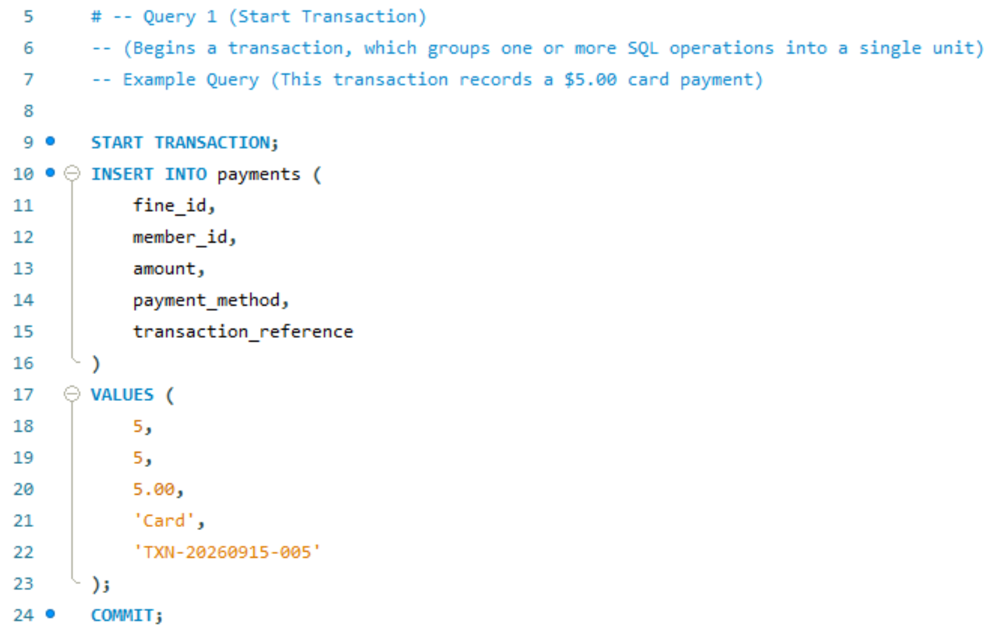 5 # -- Query 1 (Start Transaction)
6 -- (Begins a transaction, which groups one or more SQL operations into a single unit)
7 -- Example Query (This transaction records a $5.00 card payment)
8
9 START TRANSACTION;
10 INSERT INTO payments (
11 fine_id,
12 member_id,
13 amount,
14 payment_method,
15 transaction_reference
16 )
17 VALUES (
18 5,
19 5,
20 5.00,
21 'Card',
22 'TXN-20260915-005'
23 );
24 COMMIT;